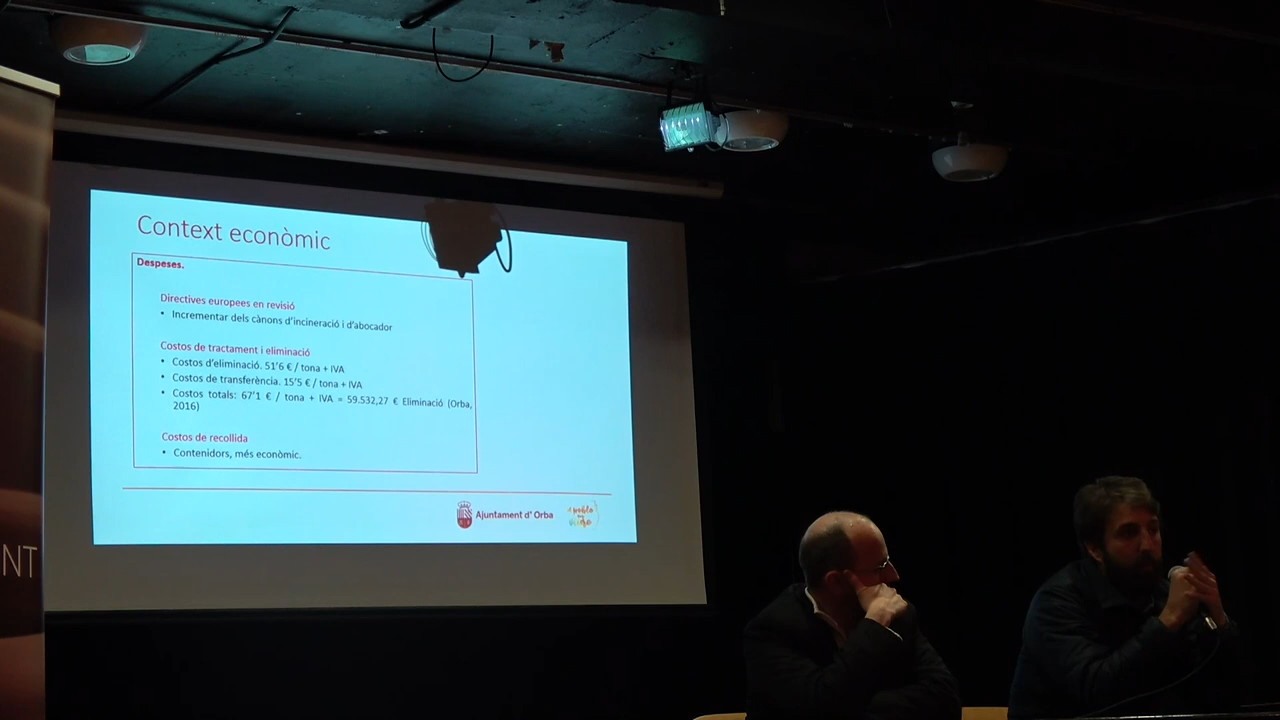 Context econòmic
Despeses.
Directives europees en revisió
• Incrementar dels cànons d'incineració i d'abocador
Costos de tractament i eliminació
• Costos d'eliminació. 51'6 € / tona + IVA
• Costos de transferència. 15'5 € / tona + IVA
• Costos totals: 67'1 € / tona + IVA = 59.532,27 € Eliminació (Orba,
2016)
Costos de recollida
• Contenidors, més econòmic.
Ajuntament d' Orba
NT